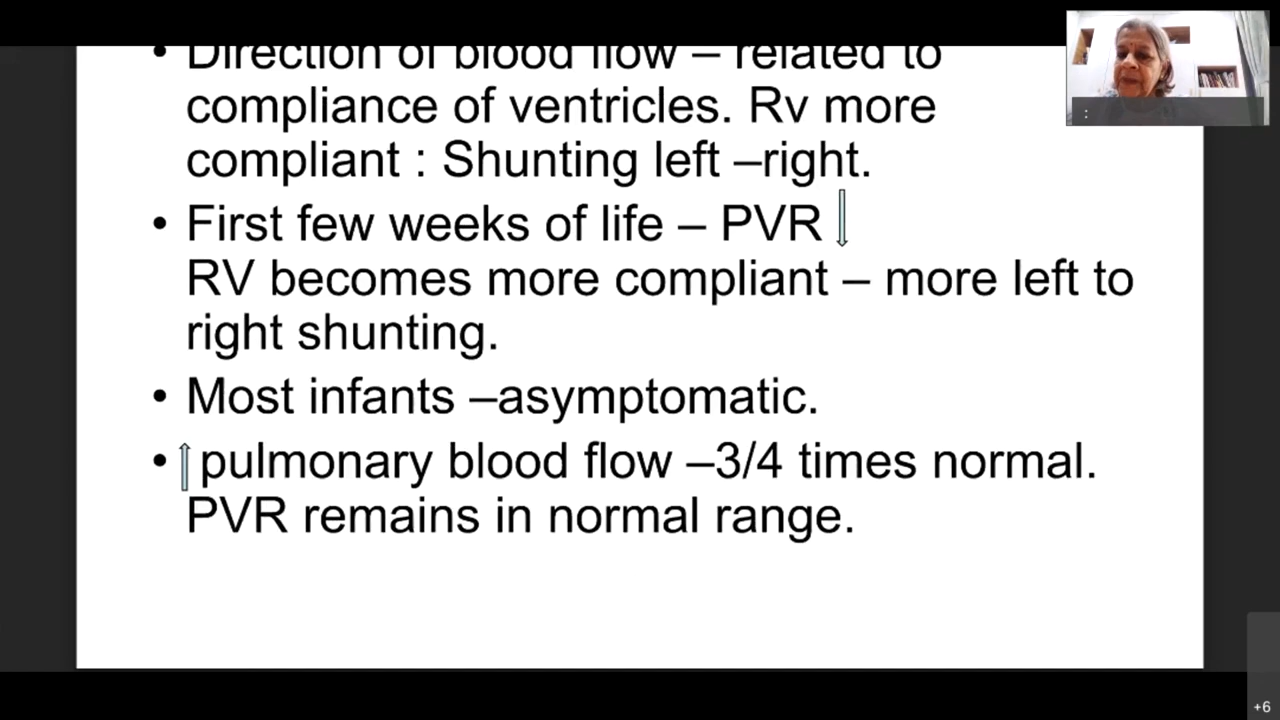 • Direction of blood flow – related to
compliance of ventricles. Rv more
compliant : Shunting left –right.
• First few weeks of life – PVR
RV becomes more compliant – more left to
right shunting.
• Most infants –asymptomatic.
• pulmonary blood flow –3/4 times normal.
PVR remains in normal range.
:
+6